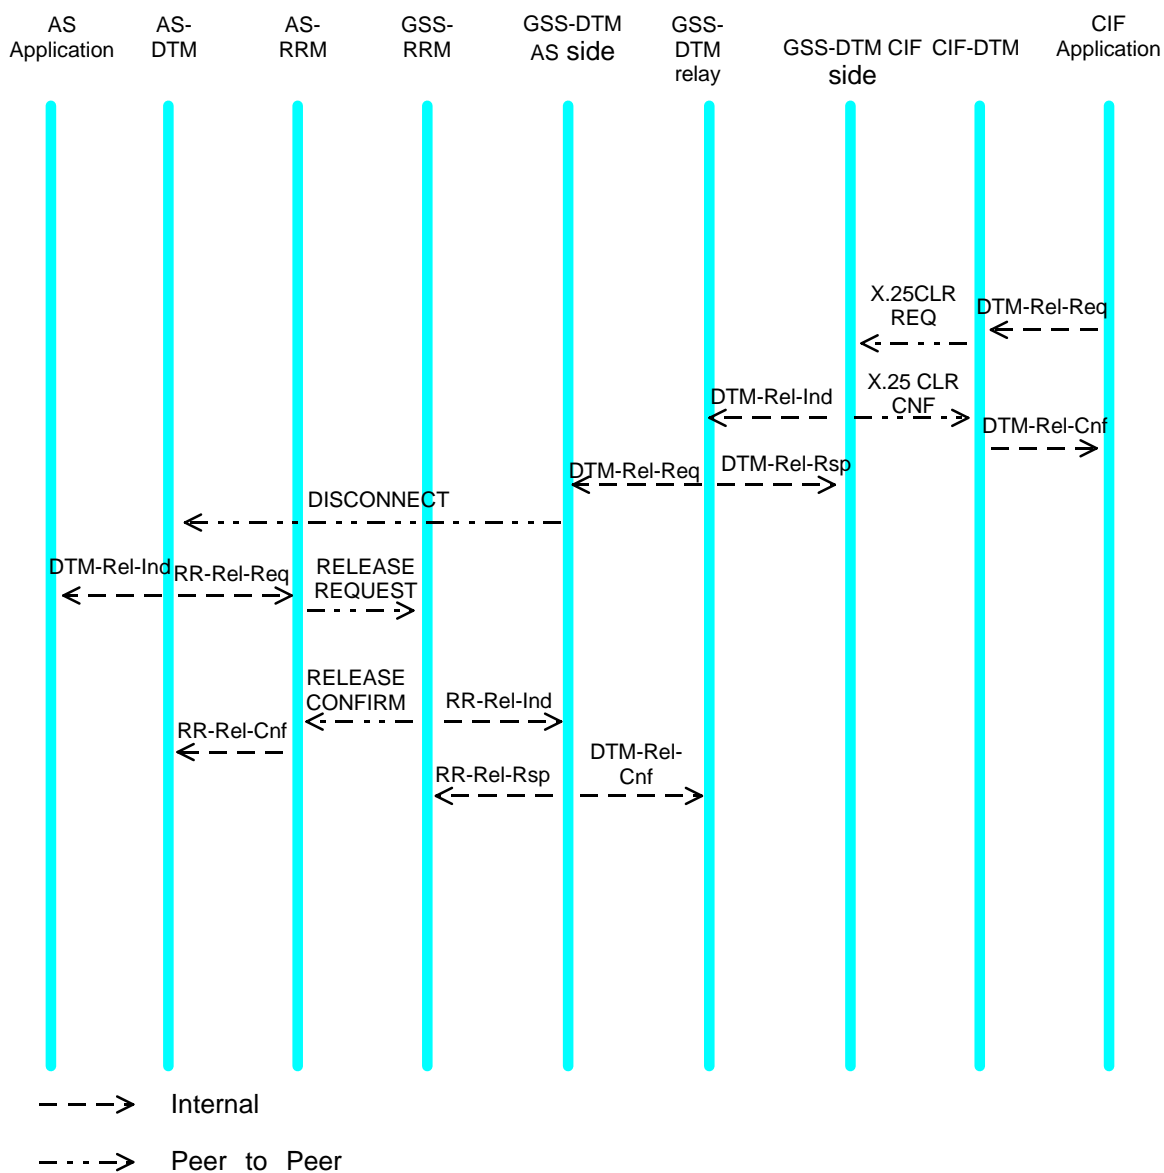 AS
Application
AS-
DTM
AS-
RRM
GSS-
RRM
GSS-DTM
AS side
GSS-
DTM
relay
GSS-DTM CIF
side
CIF-DTM
CIF
Application
X.25CLR
REQ
DTM-Rel-Req
DTM-Rel-Ind
X.25 CLR
CNF
DTM-Rel-Cnf
DTM-Rel-Req
DTM-Rel-Rsp
DISCONNECT
DTM-Rel-Ind
RR-Rel-Req
RELEASE
REQUEST
RELEASE
CONFIRM
RR-Rel-Ind
RR-Rel-Cnf
RR-Rel-Rsp
DTM-Rel-
Cnf
Internal
Peer to Peer